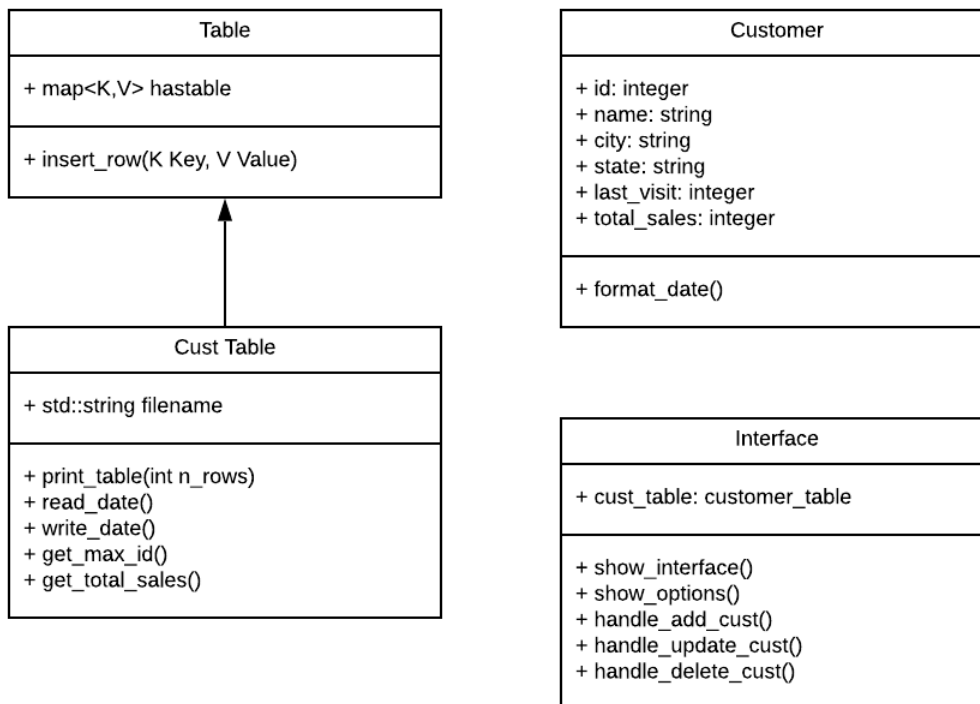 Table
+ map<K,V> hastable
+ insert_row(K Key, V Value)
Cust Table
+ std::string filename
+ print_table(int n_rows)
+ read_date()
+ write_date()
+ get_max_id()
+ get_total_sales()
Customer
+ id: integer
+ name: string
+ city: string
+ state: string
+ last_visit: integer
+ total_sales: integer
+ format_date()
Interface
+ cust_table: customer_table
+ show_interface()
+ show_options()
+ handle_add_cust()
+ handle_update_cust()
+ handle_delete_cust()